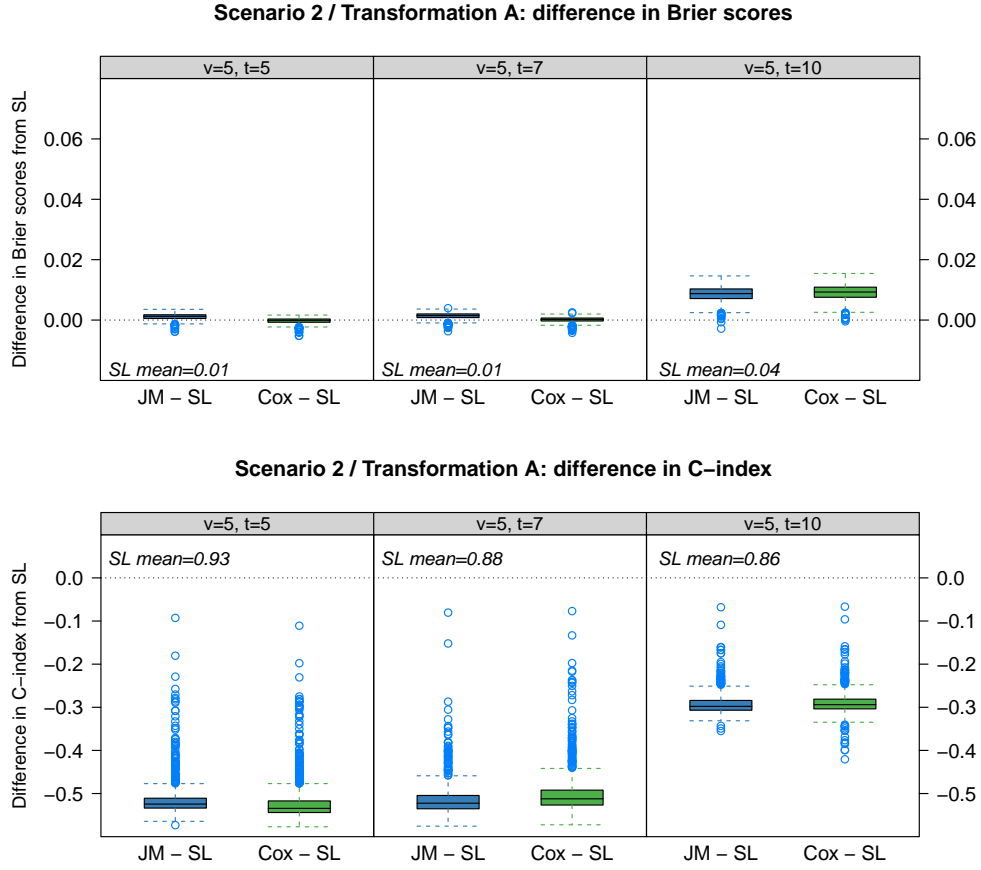 Scenario 2 / Transformation A: difference in Brier scores
v=5, t=5 v=5, t=7 v=5, t=10
Difference in Brier scores from SL
0.06 0.06
0.04 0.04
0.02 0.02
0.00 0.00
SL mean=0.01 SL mean=0.01 SL mean=0.04
JM − SL Cox − SL JM − SL Cox − SL JM − SL Cox − SL
Scenario 2 / Transformation A: difference in C−index
v=5, t=5 v=5, t=7 v=5, t=10
Difference in C−index from SL
SL mean=0.93 SL mean=0.88 SL mean=0.86
0.0 0.0
−0.1 −0.1
−0.2 −0.2
−0.3 −0.3
−0.4 −0.4
−0.5 −0.5
JM − SL Cox − SL JM − SL Cox − SL JM − SL Cox − SL